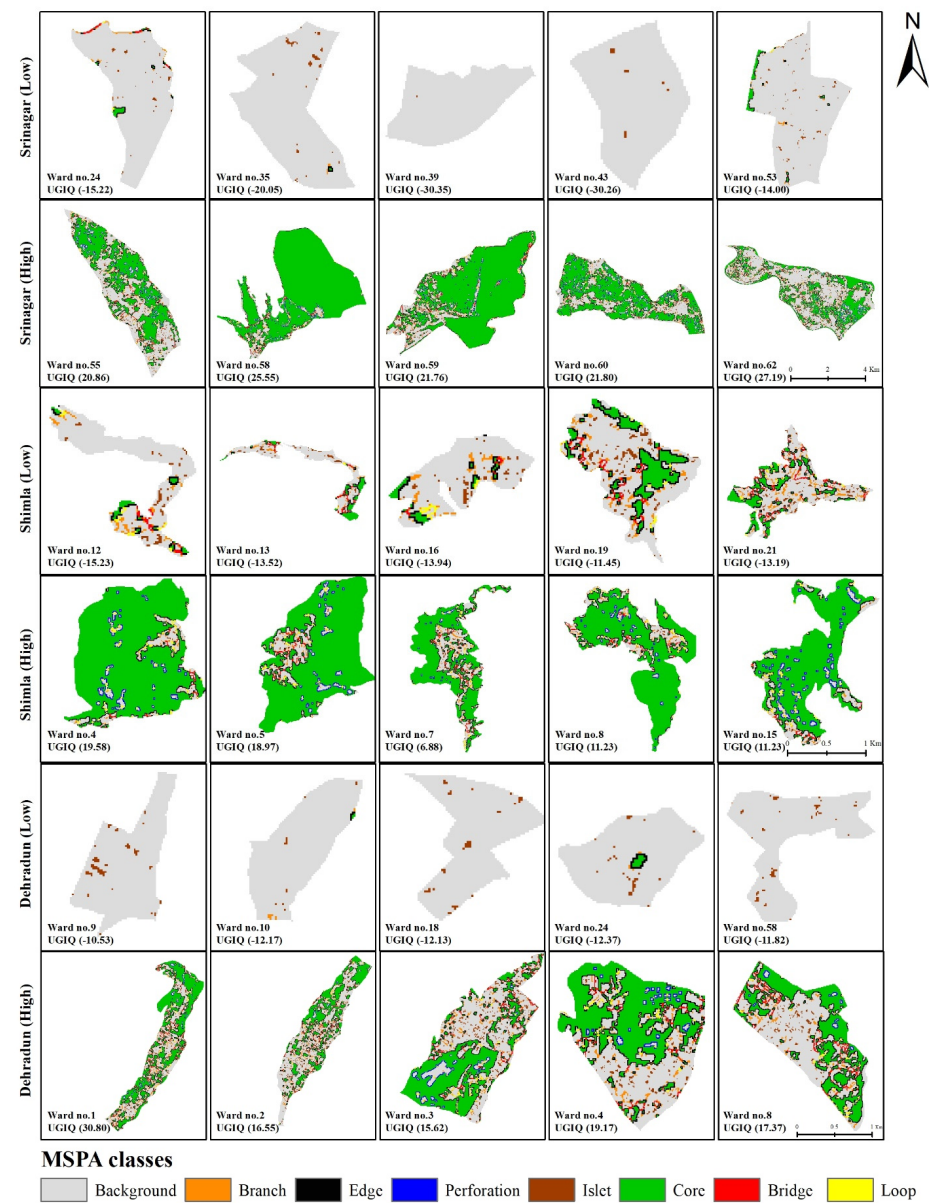 N
Srinagar (Low)
Ward no.24
UGIQ (-15.22)
Ward no.35
UGIQ (-20.05)
Ward no.39
UGIQ (-30.35)
Ward no.43
UGIQ (-30.26)
Ward no.53
UGIQ (-14.00)
Srinagar (High)
Ward no.55
UGIQ (20.86)
Ward no.58
UGIQ (25.55)
Ward no.59
UGIQ (21.76)
Ward no.60
UGIQ (21.80)
Ward no.62
UGIQ (27.19)
0 2 4 Km
Shimla (Low)
Ward no.12
UGIQ (-15.23)
Ward no.13
UGIQ (-13.52)
Ward no.16
UGIQ (-13.94)
Ward no.19
UGIQ (-11.45)
Ward no.21
UGIQ (-13.19)
Shimla (High)
Ward no.4
UGIQ (19.58)
Ward no.5
UGIQ (18.97)
Ward no.7
UGIQ (6.88)
Ward no.8
UGIQ (11.23)
Ward no.15
UGIQ (11.23)
0 0.5 1 Km
Dehradun (Low)
Ward no.9
UGIQ (-10.53)
Ward no.10
UGIQ (-12.17)
Ward no.18
UGIQ (-12.13)
Ward no.24
UGIQ (-12.37)
Ward no.58
UGIQ (-11.82)
Dehradun (High)
Ward no.1
UGIQ (30.80)
Ward no.2
UGIQ (16.55)
Ward no.3
UGIQ (15.62)
Ward no.4
UGIQ (19.17)
Ward no.8
UGIQ (17.37)
0 0.5 1 Km
MSPA classes
Background Branch Edge Perforation Islet Core Bridge Loop